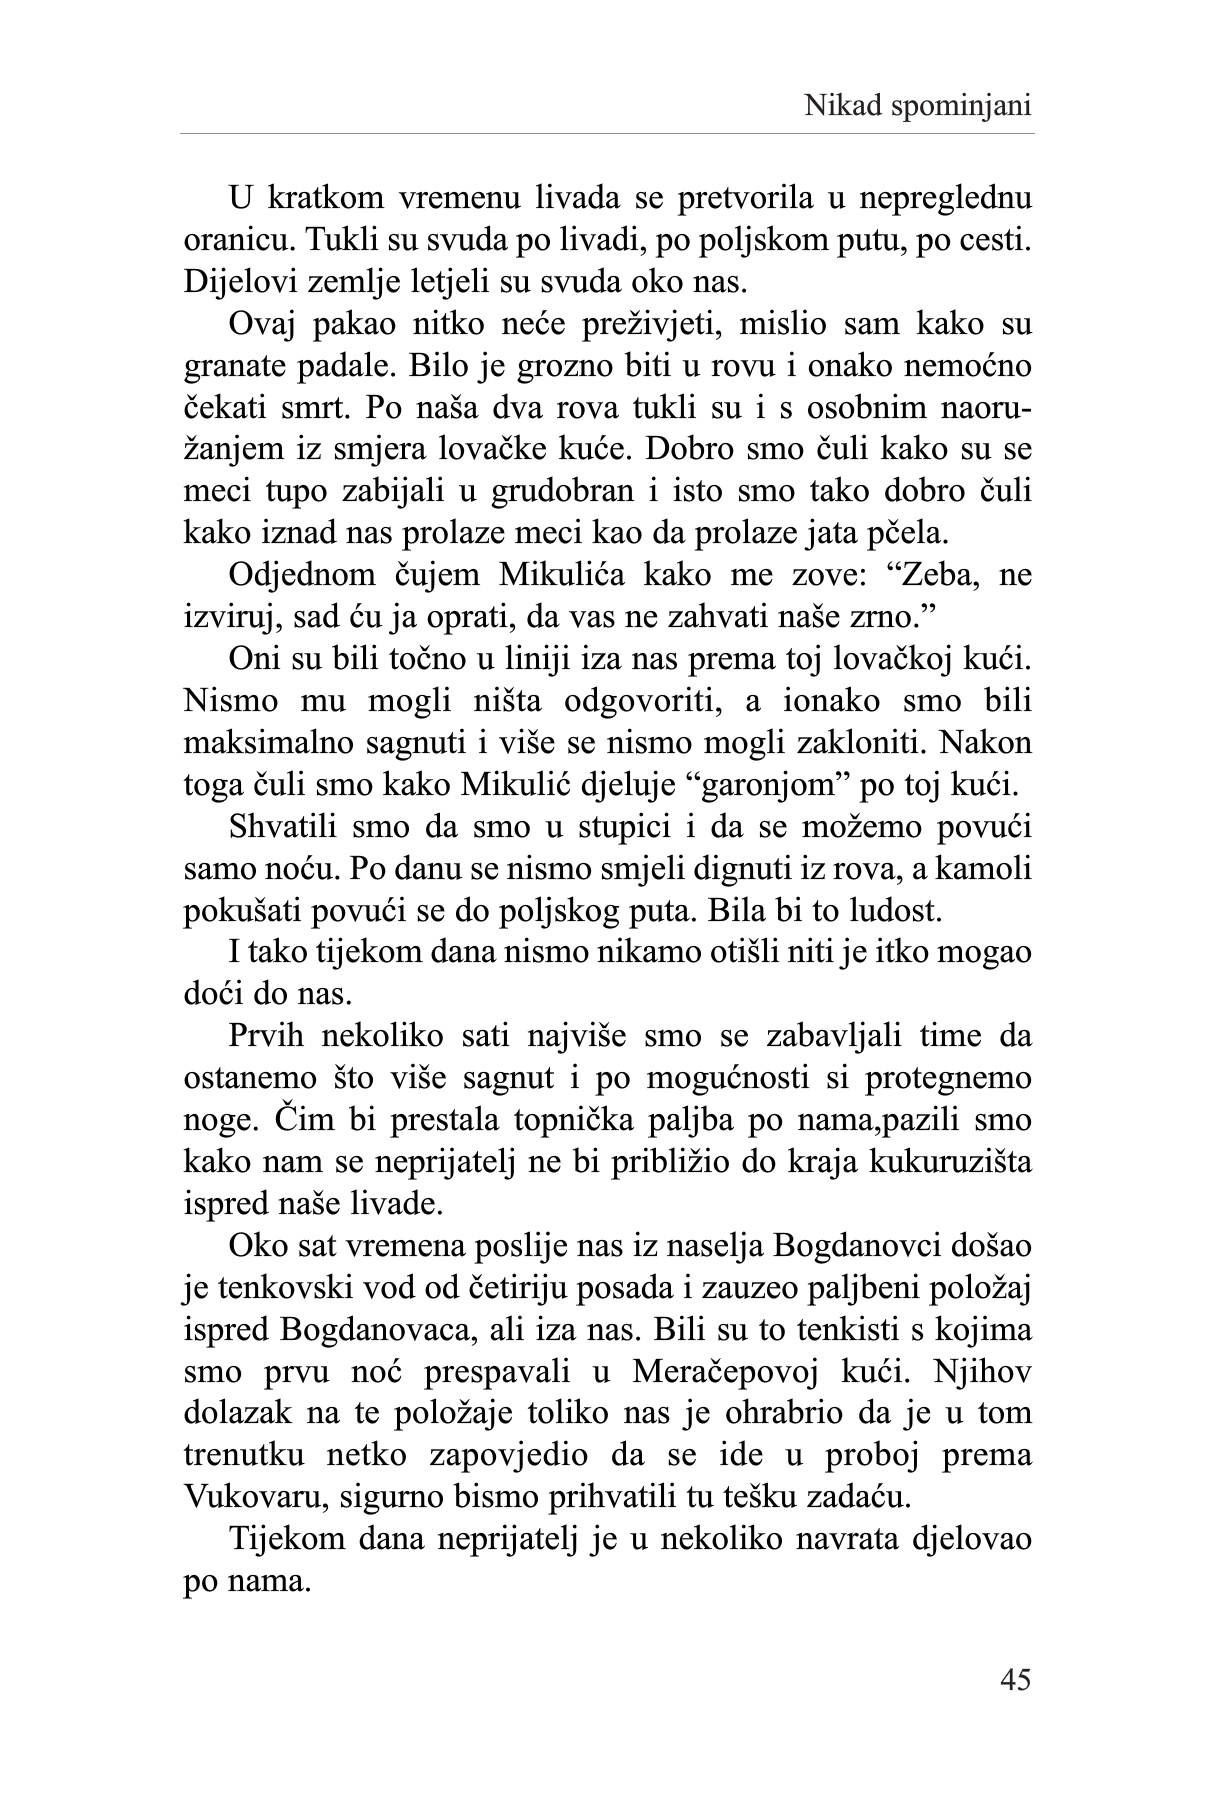 Nikad spominjani
U kratkom vremenu livada se pretvorila u nepreglednu
oranicu. Tukli su svuda po livadi, po poljskom putu, po cesti.
Dijelovi zemlje letjeli su svuda oko nas.
Ovaj pakao nitko neće preživjeti, mislio sam kako su
granate padale. Bilo je grozno biti u rovu i onako nemoćno
čekati smrt. Po naša dva rova tukli su i s osobnim naoru-
žanjem iz smjera lovačke kuće. Dobro smo čuli kako su se
meci tupo zabijali u grudobran i isto smo tako dobro čuli
kako iznad nas prolaze meci kao da prolaze jata pčela.
Odjednom čujem Mikulića kako me zove: “Zeba, ne
izviruj, sad ću ja oprati, da vas ne zahvati naše zrno.”
Oni su bili točno u liniji iza nas prema toj lovačkoj kući.
Nismo mu mogli ništa odgovoriti, a ionako smo bili
maksimalno sagnuti i više se nismo mogli zakloniti. Nakon
toga čuli smo kako Mikulić djeluje “garonjom” po toj kući.
Shvatili smo da smo u stupici i da se možemo povući
samo noću. Po danu se nismo smjeli dignuti iz rova, a kamoli
pokušati povući se do poljskog puta. Bila bi to ludost.
I tako tijekom dana nismo nikamo otišli niti je itko mogao
doći do nas.
Prvih nekoliko sati najviše smo se zabavljali time da
ostanemo što više sagnut i po mogućnosti si protegnemo
noge. Čim bi prestala topnička paljba po nama,pazili smo
kako nam se neprijatelj ne bi približio do kraja kukuruzišta
ispred naše livade.
Oko sat vremena poslije nas iz naselja Bogdanovci došao
je tenkovski vod od četiriju posada i zauzeo paljbeni položaj
ispred Bogdanovaca, ali iza nas. Bili su to tenkisti s kojima
smo prvu noć prespavali u Meračepovoj kući. Njihov
dolazak na te položaje toliko nas je ohrabrio da je u tom
trenutku netko zapovjedio da se ide u proboj prema
Vukovaru, sigurno bismo prihvatili tu tešku zadaću.
Tijekom dana neprijatelj je u nekoliko navrata djelovao
po nama.
45